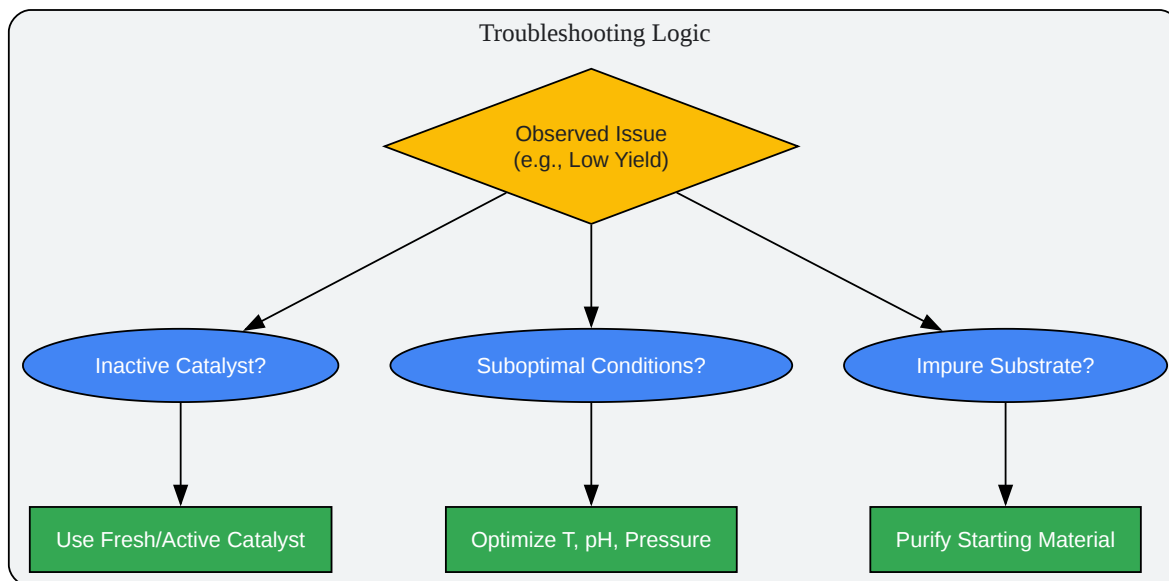 Troubleshooting Logic
Observed Issue
(e.g., Low Yield)
Inactive Catalyst?
Suboptimal Conditions?
Impure Substrate?
Use Fresh/Active Catalyst
Optimize T, pH, Pressure
Purify Starting Material